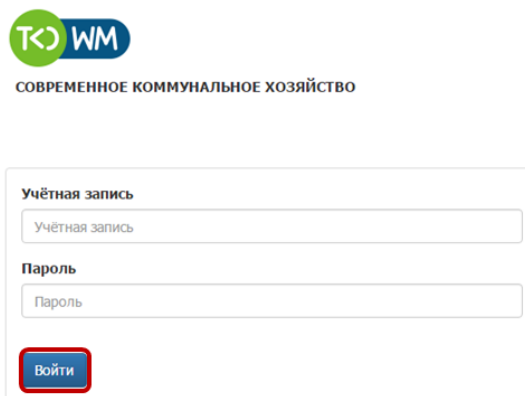 ТКО WM
СОВРЕМЕННОЕ КОММУНАЛЬНОЕ ХОЗЯЙСТВО
Учётная запись
Учётная запись
Пароль
Пароль
Войти